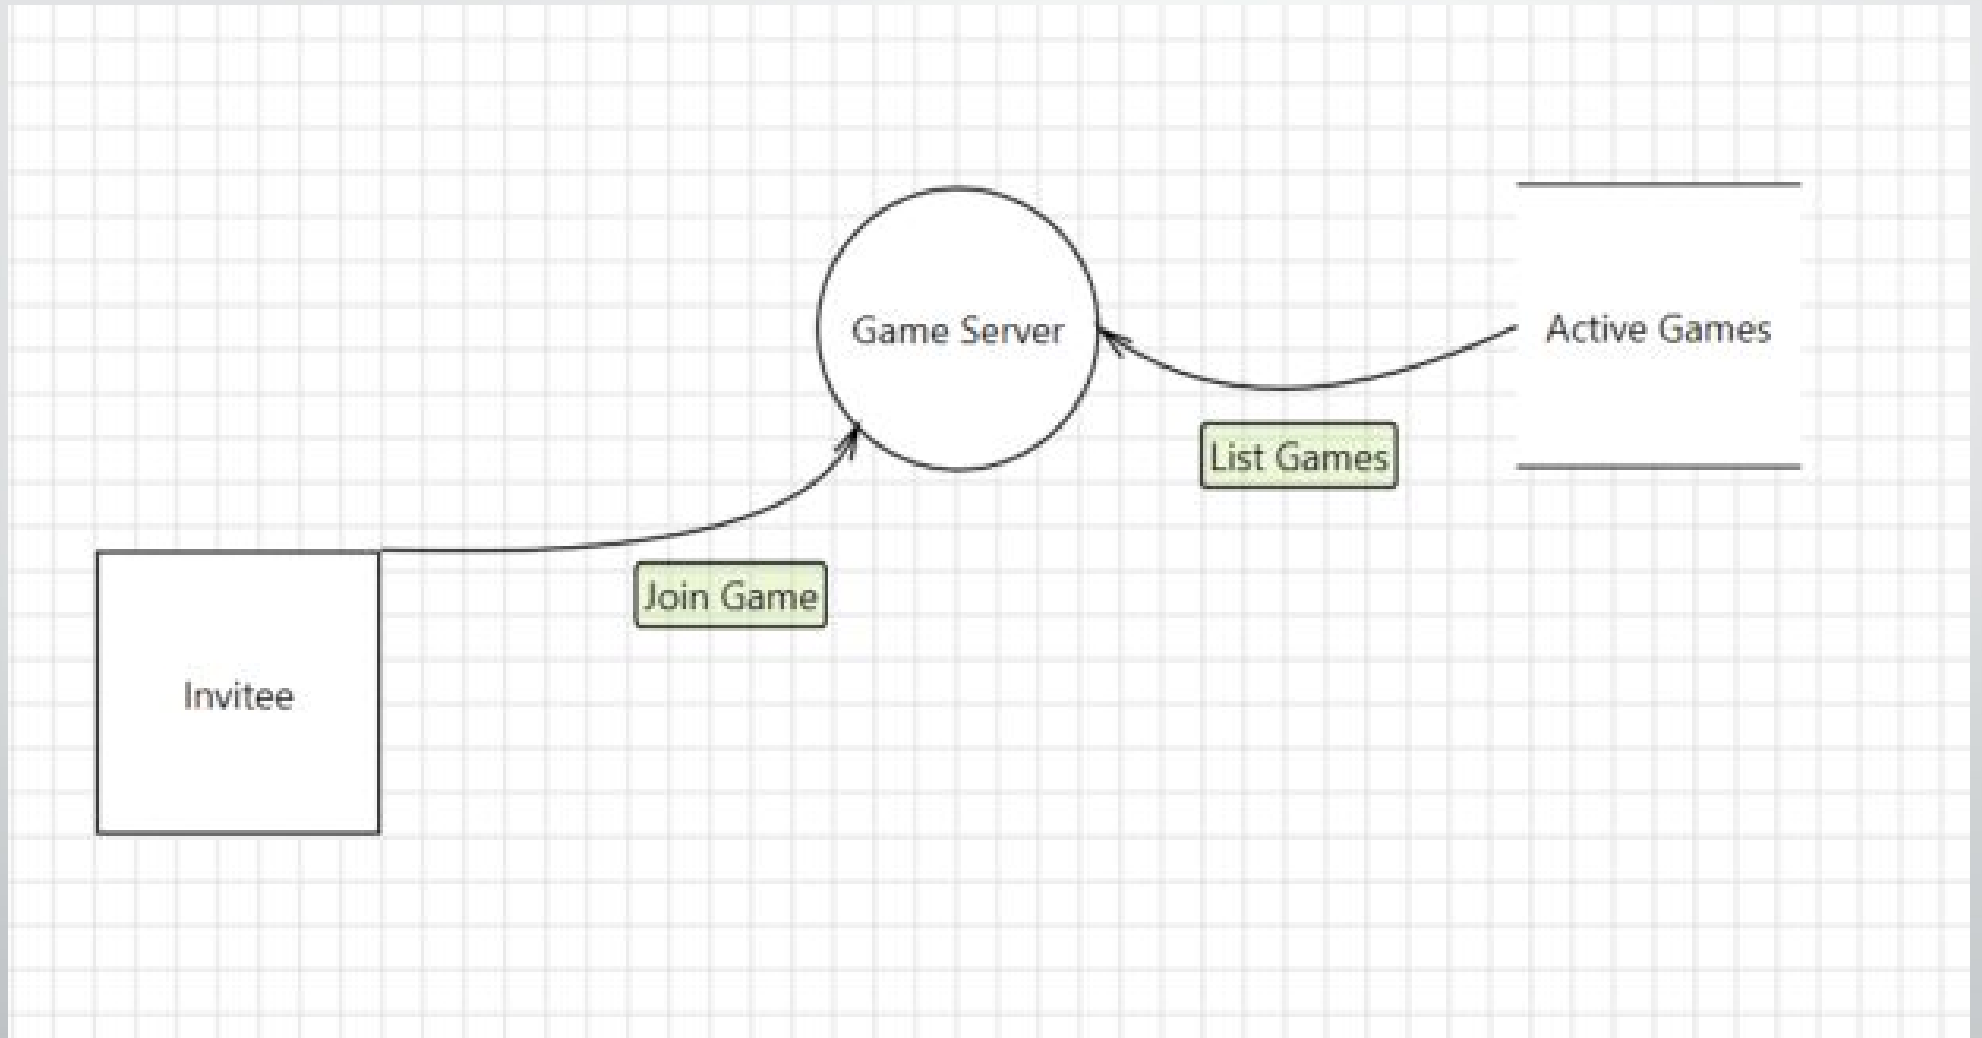 Game Server
Active Games
List Games
Join Game
Invitee